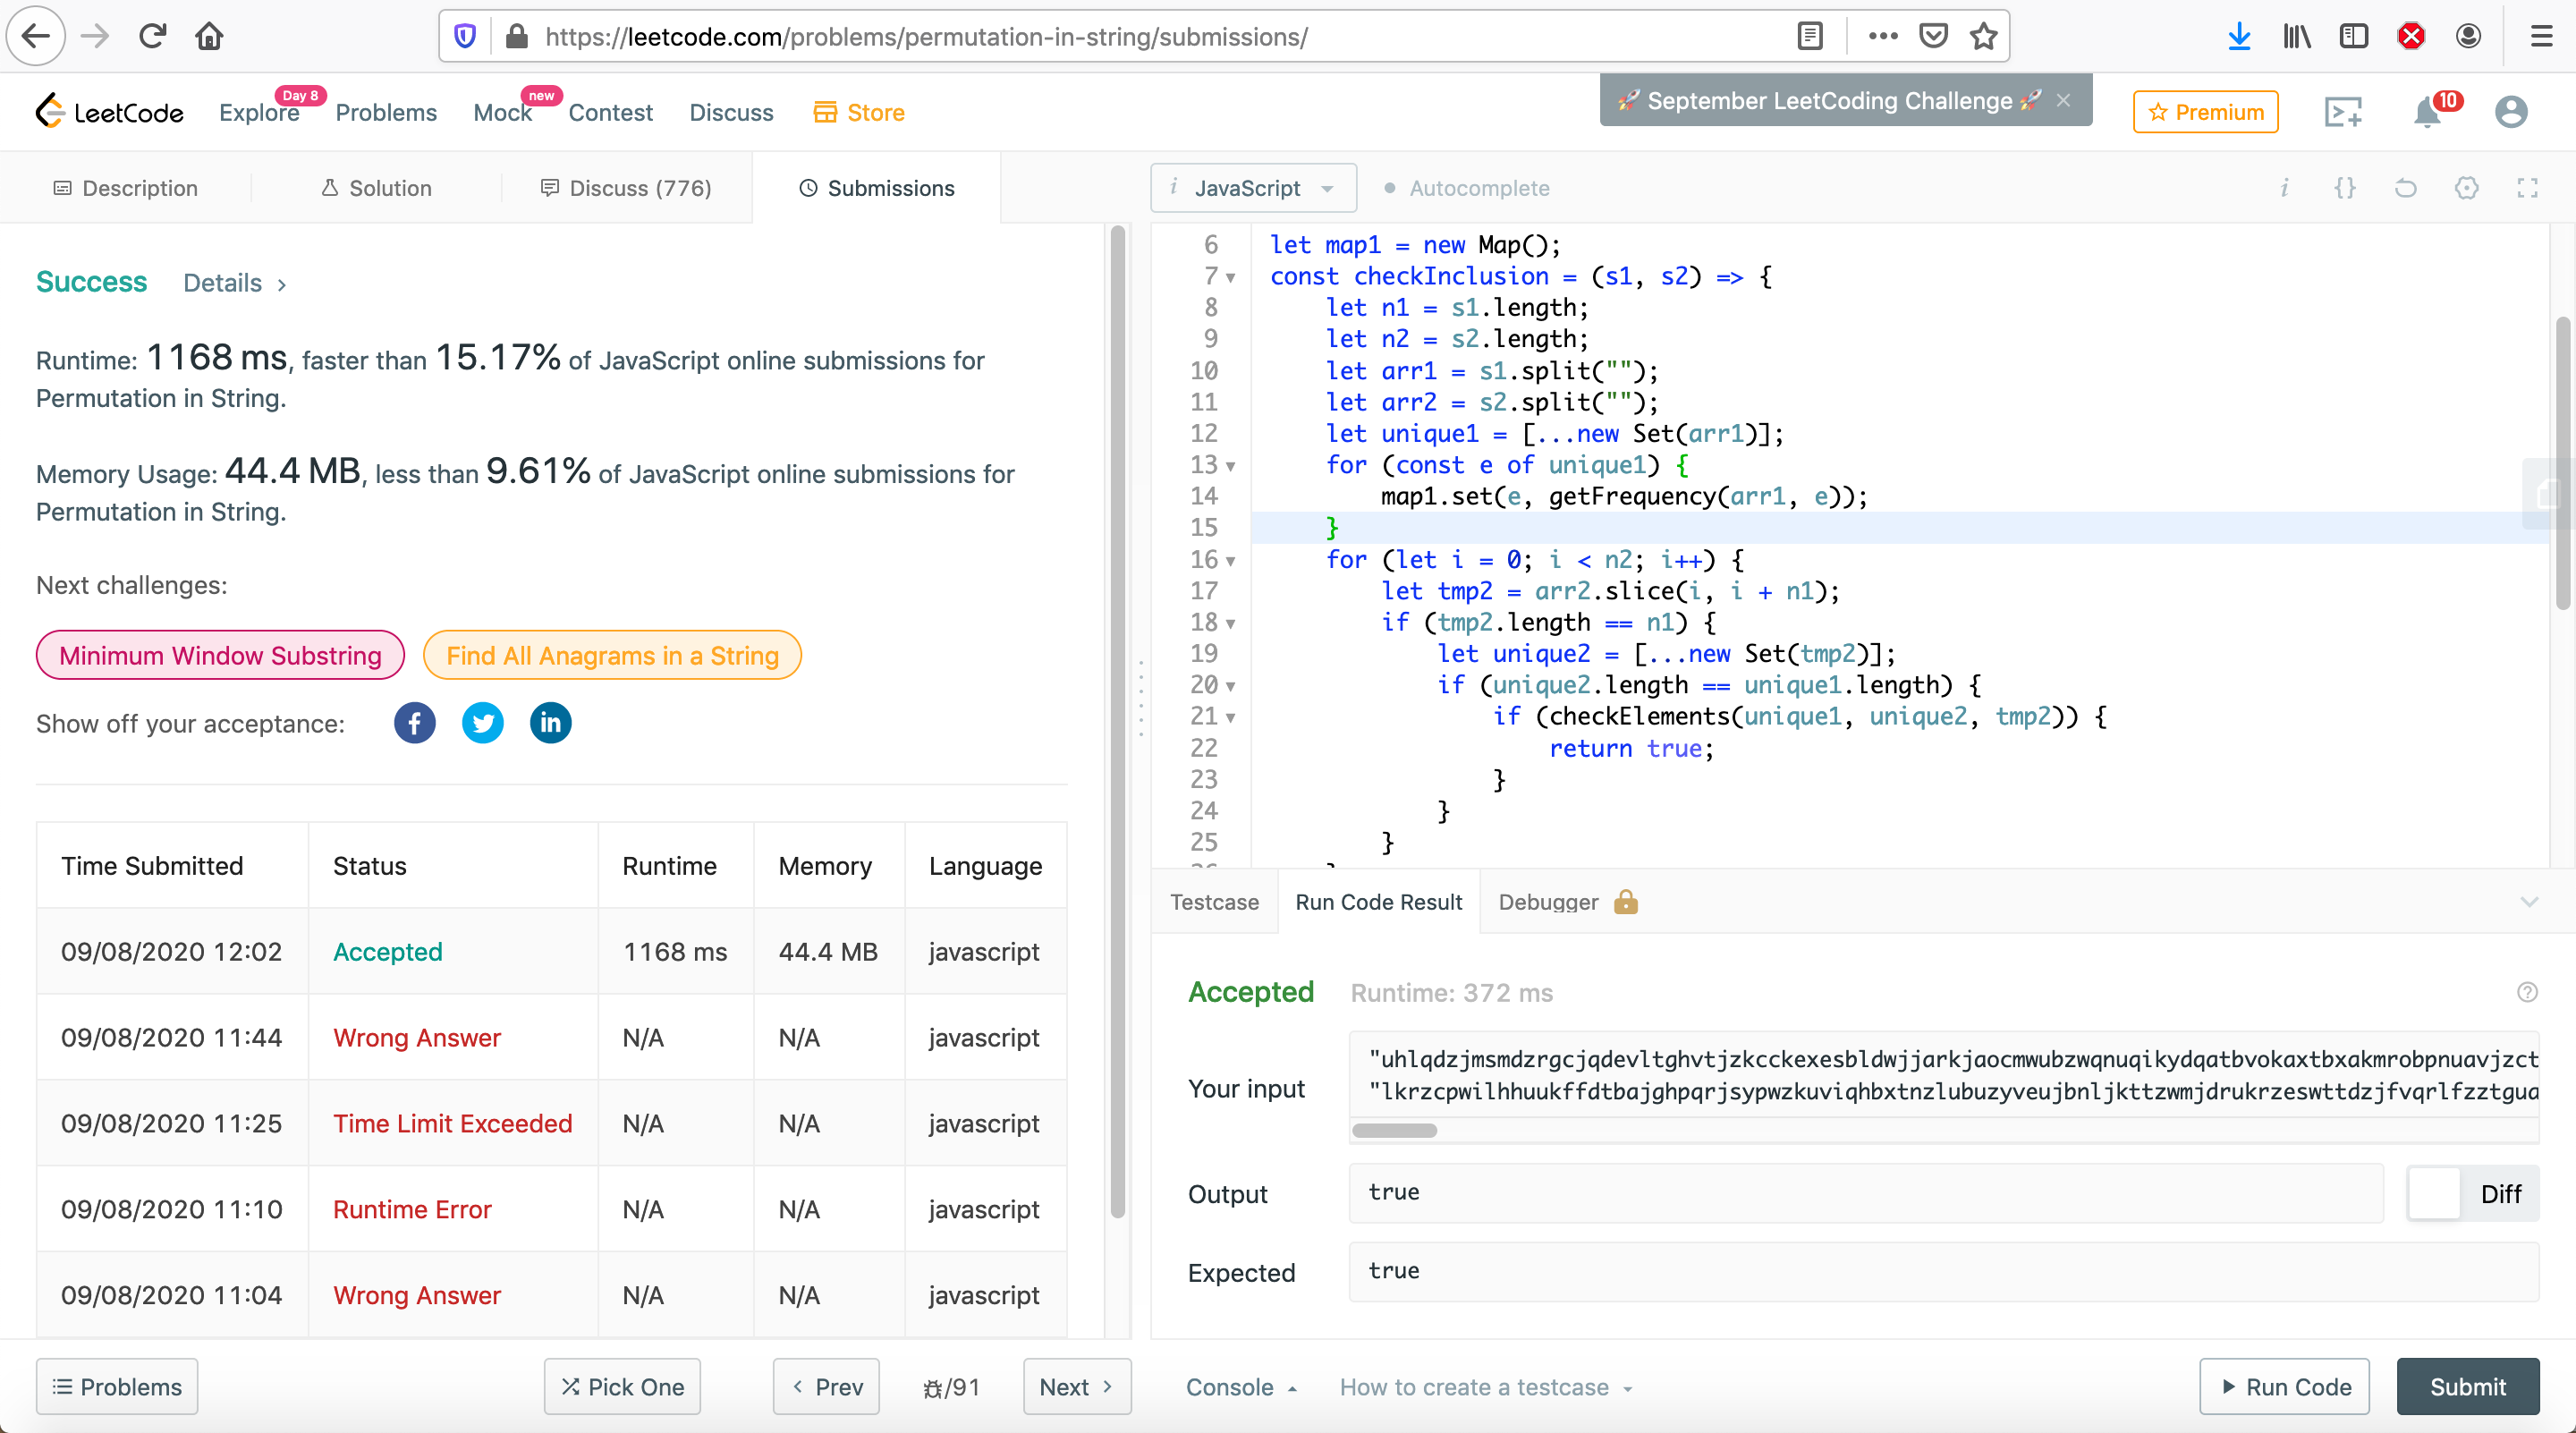 https://leetcode.com/problems/permutation-in-string/submissions/
LeetCode
Explore
Day 8
Problems
Mock
new
Contest
Discuss
Store
🚀 September LeetCoding Challenge 🚀 ×
Premium
10
Description
Solution
Discuss (776)
Submissions
i JavaScript
Autocomplete
i {}
Success Details >
Runtime: 1168 ms, faster than 15.17% of JavaScript online submissions for
Permutation in String.
Memory Usage: 44.4 MB, less than 9.61% of JavaScript online submissions for
Permutation in String.
Next challenges:
Minimum Window Substring
Find All Anagrams in a String
Show off your acceptance:
Time Submitted Status Runtime Memory Language
09/08/2020 12:02 Accepted 1168 ms 44.4 MB javascript
09/08/2020 11:44 Wrong Answer N/A N/A javascript
09/08/2020 11:25 Time Limit Exceeded N/A N/A javascript
09/08/2020 11:10 Runtime Error N/A N/A javascript
09/08/2020 11:04 Wrong Answer N/A N/A javascript
Problems
Pick One
< Prev
/91
Next >
6 let map1 = new Map();
7 const checkInclusion = (s1, s2) => {
8 let n1 = s1.length;
9 let n2 = s2.length;
10 let arr1 = s1.split("");
11 let arr2 = s2.split("");
12 let unique1 = [...new Set(arr1)];
13 for (const e of unique1) {
14 map1.set(e, getFrequency(arr1, e));
15 }
16 for (let i = 0; i < n2; i++) {
17 let tmp2 = arr2.slice(i, i + n1);
18 if (tmp2.length == n1) {
19 let unique2 = [...new Set(tmp2)];
20 if (unique2.length == unique1.length) {
21 if (checkElements(unique1, unique2, tmp2)) {
22 return true;
23 }
24 }
25 }
Testcase
Run Code Result
Debugger
Accepted Runtime: 372 ms
Your input
"uhlqdzjmsmdzrgcjqdevltghvtjzkcckexesbldwjjarkjaocmwubzwqnuqikydqatbvokaxtbxakmrobpnuavjzct
"lkrzcpwilhhuukffdtbajghpqrjsypwzkuviqhbxtnzlubuzyveujbnljkttzwmjdrukrzeswttdzjfvqrlfzztgua
Output
true
Diff
Expected
true
Console
How to create a testcase
Run Code
Submit